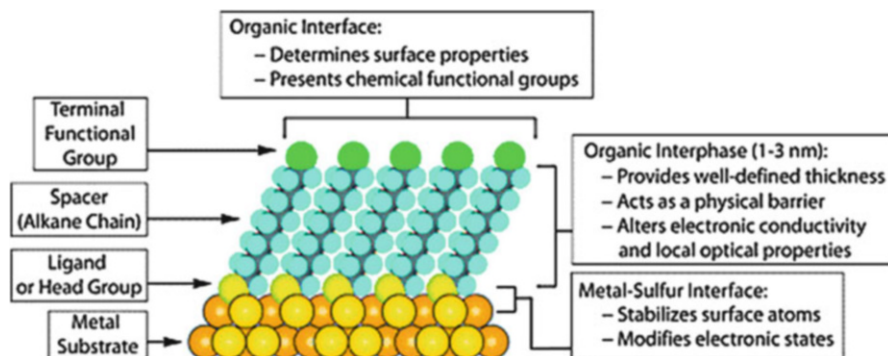 Organic Interface:
– Determines surface properties
– Presents chemical functional groups
Terminal
Functional
Group
Spacer
(Alkane Chain)
Ligand
or Head Group
Metal
Substrate
Organic Interphase (1-3 nm):
– Provides well-defined thickness
– Acts as a physical barrier
– Alters electronic conductivity
and local optical properties
Metal-Sulfur Interface:
– Stabilizes surface atoms
– Modifies electronic states